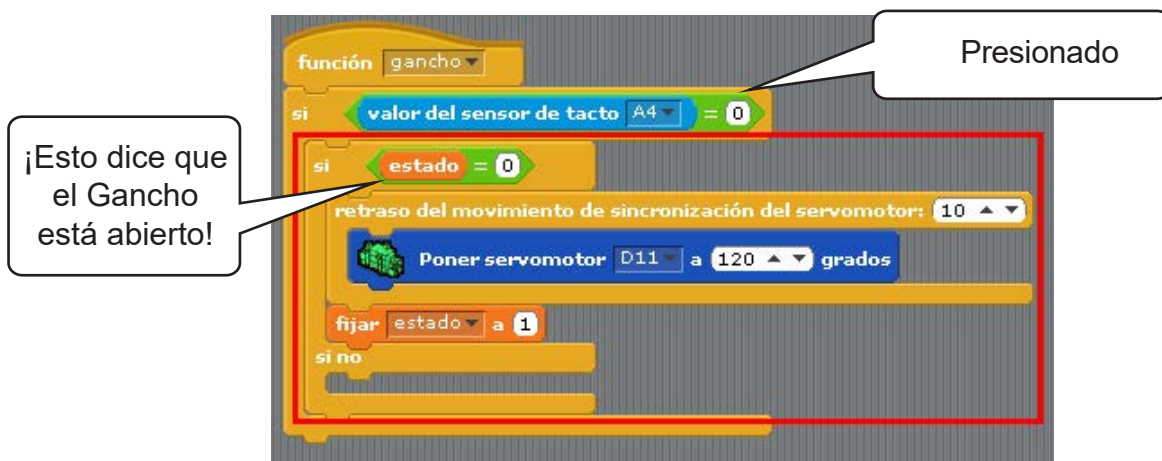 Presionado
función gancho
si valor del sensor de tacto A4 = 0
¡Esto dice que
el Gancho
está abierto!
si estado = 0
retraso del movimiento de sincronización del servomotor: 10
Poner servomotor D11 a 120 grados
fijar estado a 1
si no